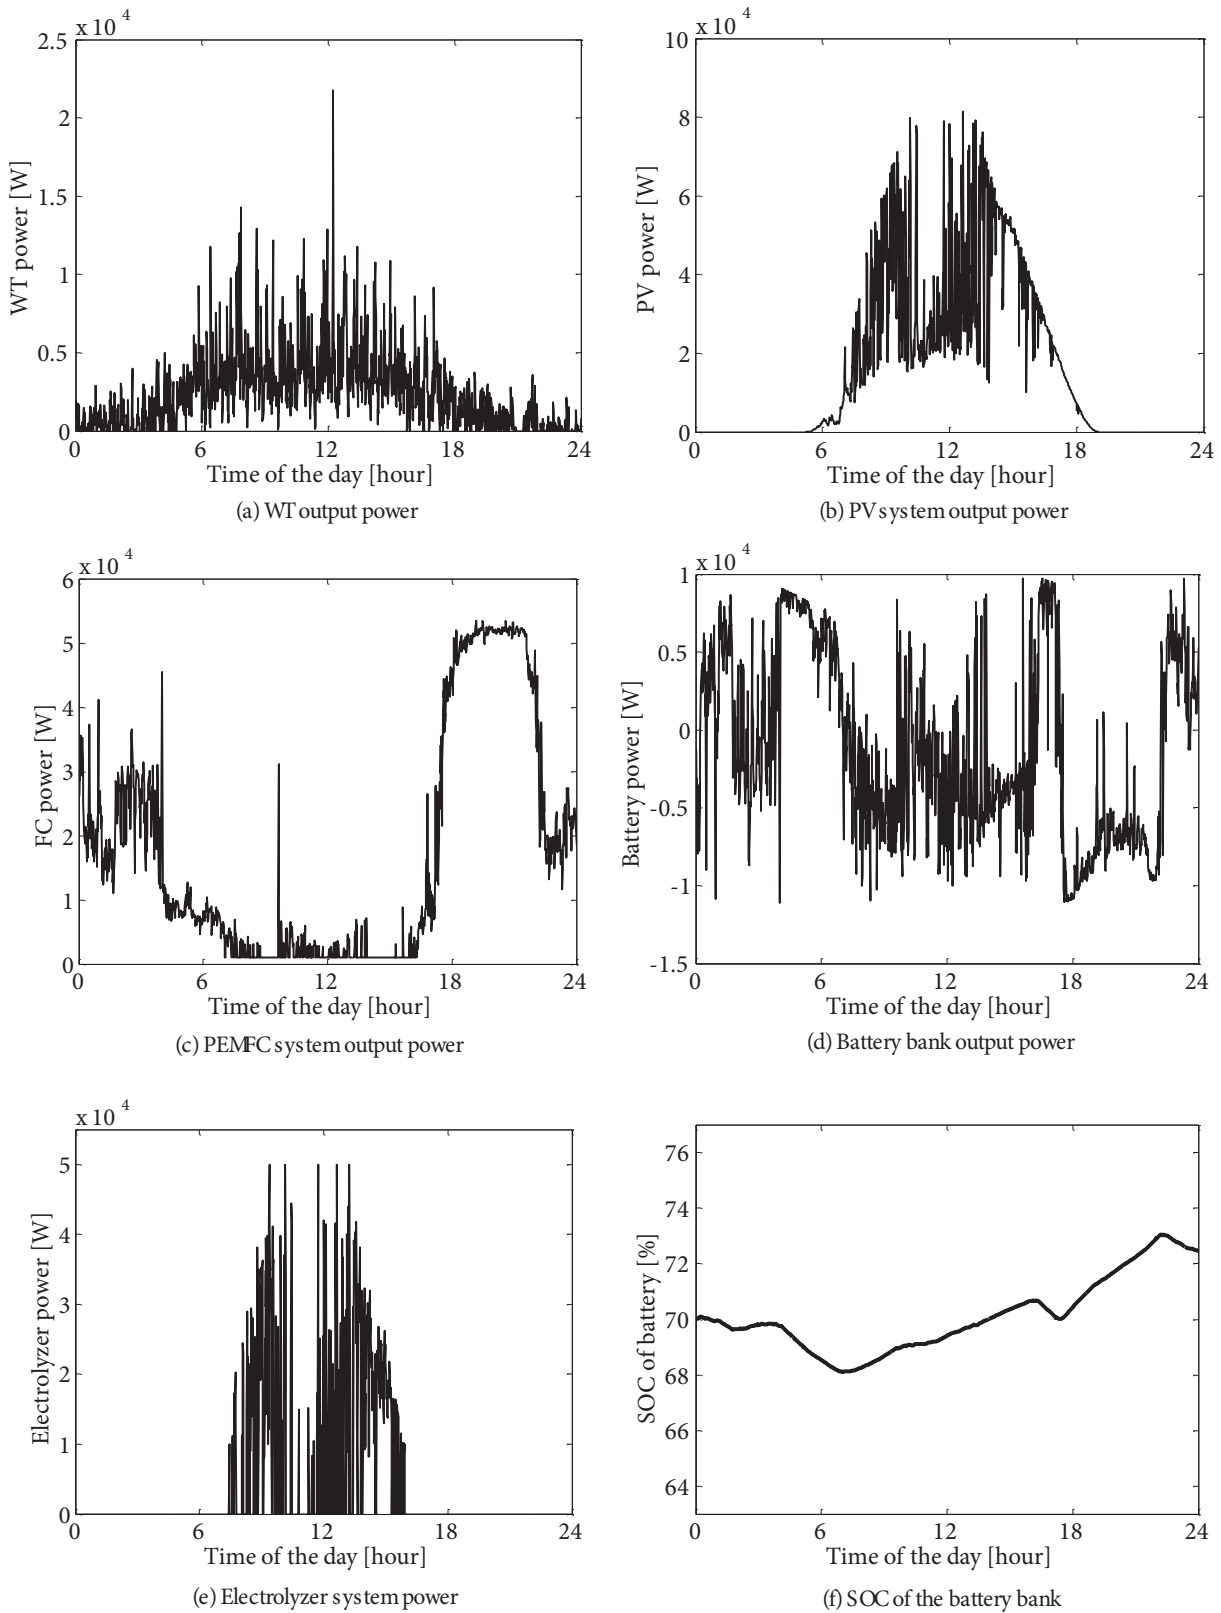 x 10 4
2.5
2
1.5
1
0.5
0
0 6 12 18 24
WT power [W]
Time of the day [hour]
(a) WT output power
x 10 4
10
8
6
4
2
0
0 6 12 18 24
PV power [W]
Time of the day [hour]
(b) PV system output power
x 10 4
6
5
4
3
2
1
0
0 6 12 18 24
FC power [W]
Time of the day [hour]
(c) PEMFC system output power
x 10 4
1
0.5
0
-0.5
-1
-1.5
0 6 12 18 24
Battery power [W]
Time of the day [hour]
(d) Battery bank output power
x 10 4
5
4
3
2
1
0
0 6 12 18 24
Electrolyzer power [W]
Time of the day [hour]
(e) Electrolyzer system power
76
74
72
70
68
66
64
0 6 12 18 24
SOC of battery [%]
Time of the day [hour]
(f) SOC of the battery bank